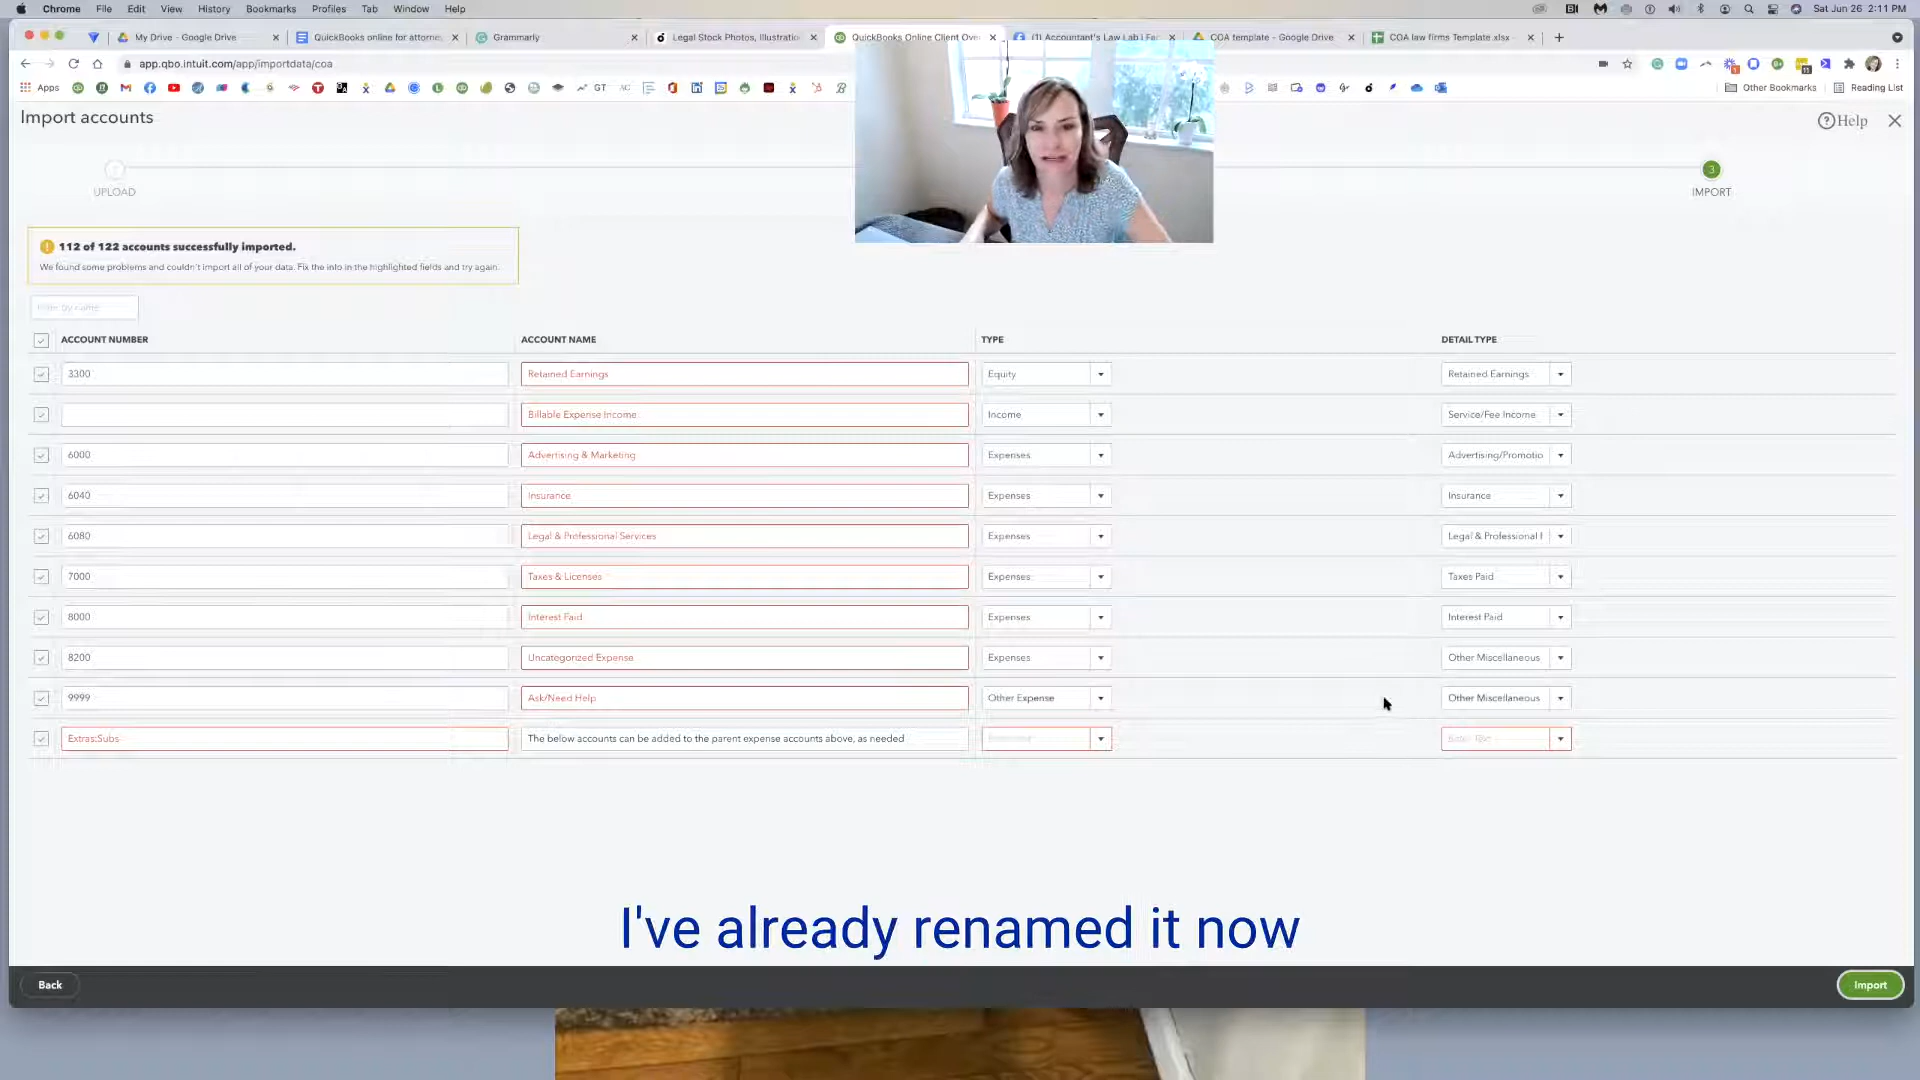 Chrome File Edit View History Bookmarks Profiles Tab Window Help
Sat Jun 26 2:11 PM
My Drive - Google Drive
QuickBooks online for attorne
Grammarly
Legal Stock Photos, Illustratio
QuickBooks Online Client Ove
(1) Accountant's Law Lab | Fac
COA template - Google Drive
COA law firms Template.xlsx -
app.qbo.intuit.com/app/importdata/coa
Apps
GT
Other Bookmarks
Reading List
Import accounts
Help
UPLOAD
3
IMPORT
112 of 122 accounts successfully imported.
We found some problems and couldn't import all of your data. Fix the info in the highlighted fields and try again.
Filter by name
ACCOUNT NUMBER ACCOUNT NAME TYPE DETAIL TYPE
3300 Retained Earnings Equity Retained Earnings
Billable Expense Income Income Service/Fee Income
6000 Advertising & Marketing Expenses Advertising/Promotio
6040 Insurance Expenses Insurance
6080 Legal & Professional Services Expenses Legal & Professional F
7000 Taxes & Licenses Expenses Taxes Paid
8000 Interest Paid Expenses Interest Paid
8200 Uncategorized Expense Expenses Other Miscellaneous
9999 Ask/Need Help Other Expense Other Miscellaneous
Extras:Subs The below accounts can be added to the parent expense accounts above, as needed
I've already renamed it now
Back
Import